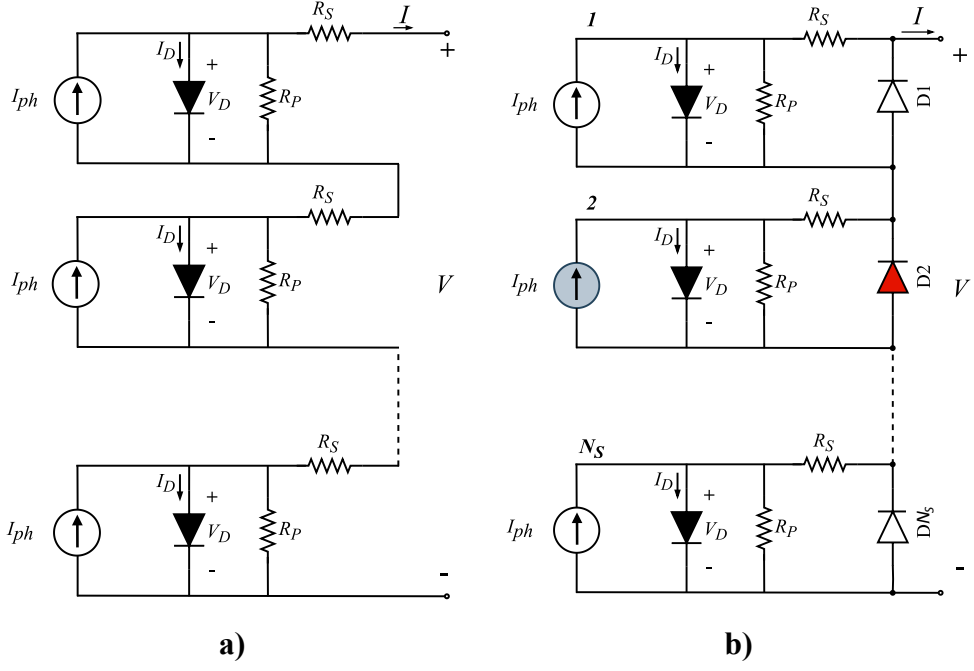 R_S I
+
I_D +
I_ph V_D R_P
-
R_S
I_D +
I_ph V_D R_P V
-
R_S
I_D +
I_ph V_D R_P
-
-
a)
1 R_S I
+
I_D +
I_ph V_D R_P D1
-
2 R_S
I_D +
I_ph V_D R_P D2 V
-
N_S R_S
I_D +
I_ph V_D R_P DN_s
-
-
b)